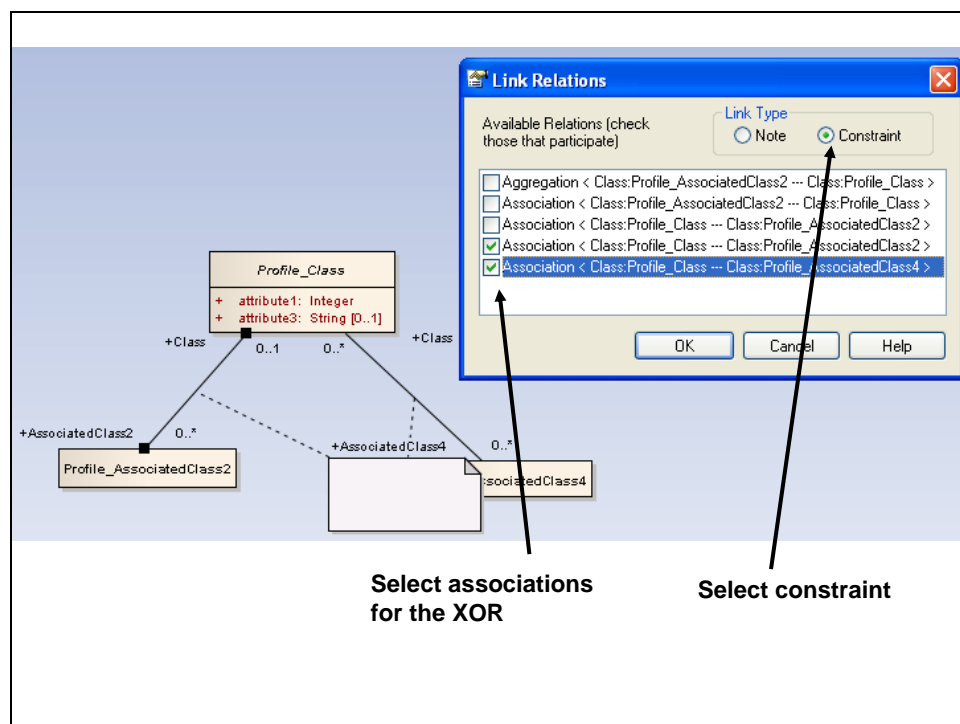 Link Relations
Available Relations (check
those that participate)
Link Type
Note
Constraint
Aggregation < Class:Profile_AssociatedClass2 --- Class:Profile_Class >
Association < Class:Profile_AssociatedClass2 --- Class:Profile_Class >
Association < Class:Profile_Class --- Class:Profile_AssociatedClass2 >
Association < Class:Profile_Class --- Class:Profile_AssociatedClass2 >
Association < Class:Profile_Class --- Class:Profile_AssociatedClass4 >
OK Cancel Help
Profile_Class
+ attribute1: Integer
+ attribute3: String [0..1]
+Class 0..1 0..* +Class
+AssociatedClass2 0..* +AssociatedClass4 0..*
Profile_AssociatedClass2
ssociatedClass4
Select associations
for the XOR
Select constraint